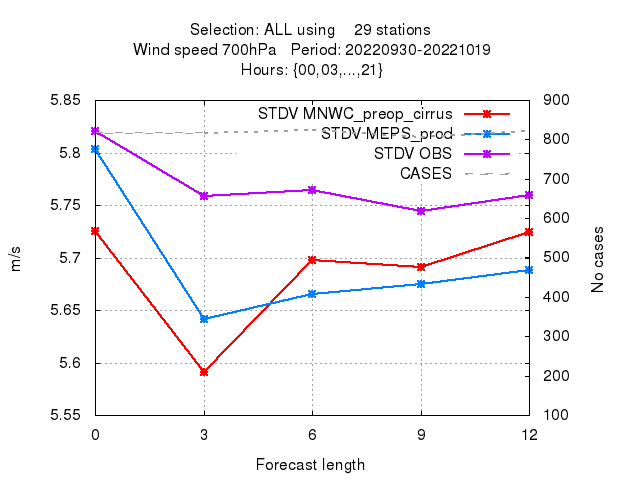 Selection: ALL using    29 stations
Wind speed 700hPa   Period: 20220930-20221019
Hours: {00,03,...,21}
5.85
5.8
5.75
5.7
5.65
5.6
5.55
m/s
STDV MNWC_preop_cirrus
STDV MEPS_prod
STDV OBS
CASES
900
800
700
600
500
400
300
200
100
No cases
0 3 6 9 12
Forecast length